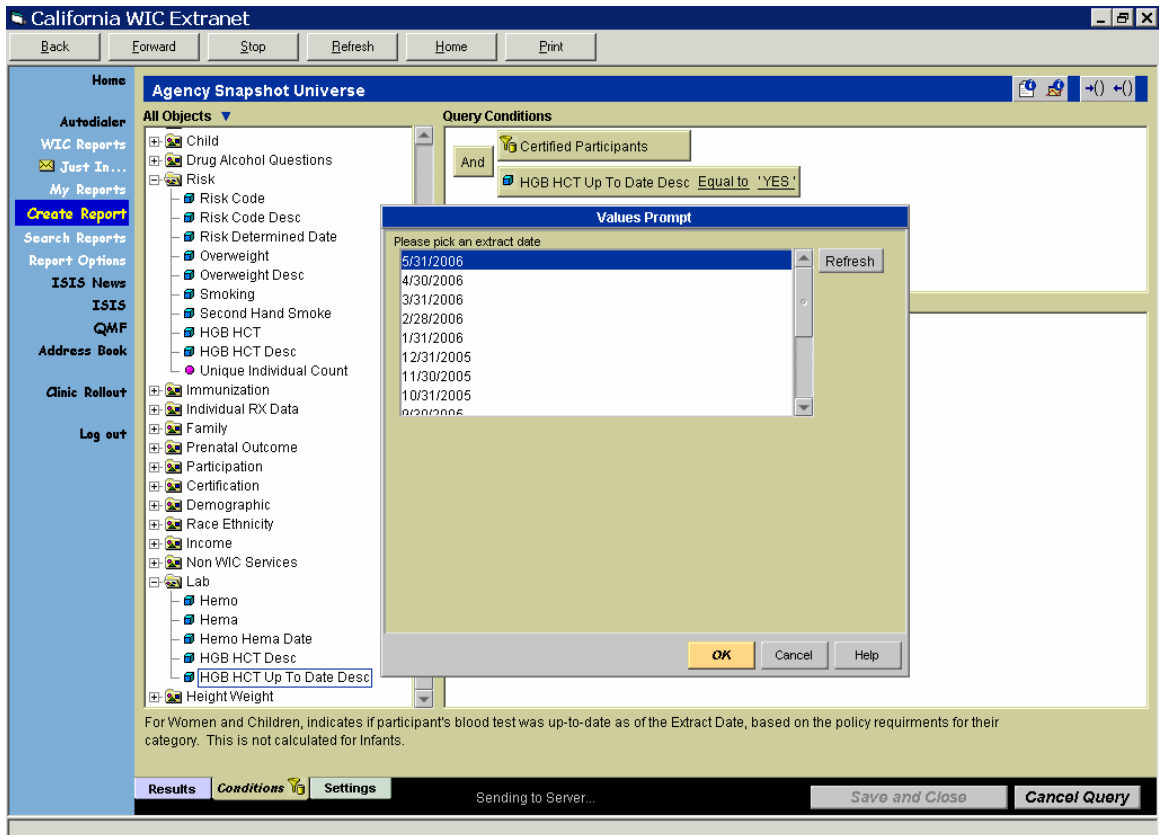 California WIC Extranet
Back Forward Stop Refresh Home Print
Home
Autodialer
WIC Reports
Just In...
My Reports
Create Report
Search Reports
Report Options
ISIS News
ISIS
QMF
Address Book
Clinic Rollout
Log out
Agency Snapshot Universe
All Objects
Child
Drug Alcohol Questions
Risk
Risk Code
Risk Code Desc
Risk Determined Date
Overweight
Overweight Desc
Smoking
Second Hand Smoke
HGB HCT
HGB HCT Desc
Unique Individual Count
Immunization
Individual RX Data
Family
Prenatal Outcome
Participation
Certification
Demographic
Race Ethnicity
Income
Non WIC Services
Lab
Hemo
Hema
Hemo Hema Date
HGB HCT Desc
HGB HCT Up To Date Desc
Height Weight
Query Conditions
And
Certified Participants
HGB HCT Up To Date Desc Equal to 'YES '
Values Prompt
Please pick an extract date
5/31/2006
4/30/2006
3/31/2006
2/28/2006
1/31/2006
12/31/2005
11/30/2005
10/31/2005
9/30/2005
Refresh
OK Cancel Help
For Women and Children, indicates if participant's blood test was up-to-date as of the Extract Date, based on the policy requirments for their
category. This is not calculated for Infants.
Results Conditions Settings
Sending to Server...
Save and Close Cancel Query